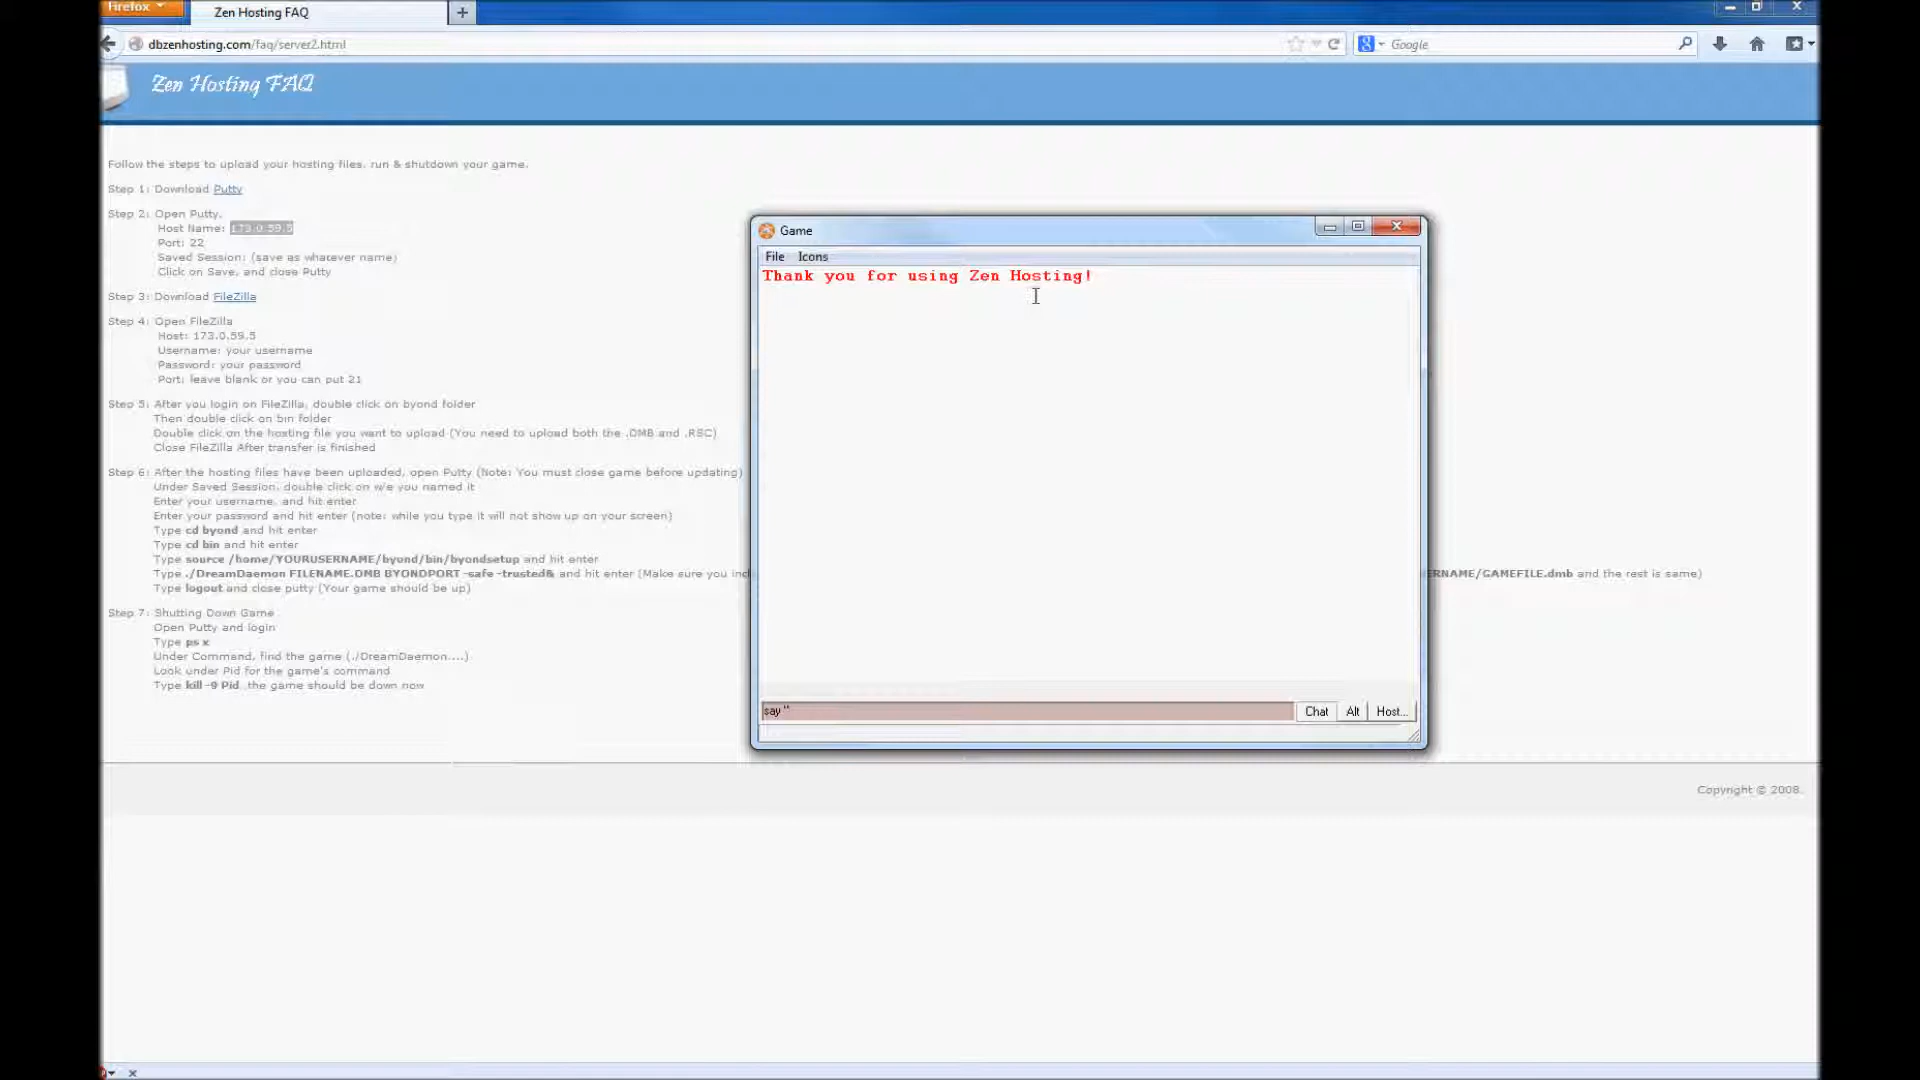 Firefox
Zen Hosting FAQ
dbzenhosting.com/faq/server2.html
Google
Zen Hosting FAQ
Follow the steps to upload your hosting files, run & shutdown your game.
Step 1: Download Putty
Step 2: Open Putty.
Host Name: 173.0.59.5
Port: 22
Saved Session: (save as whatever name)
Click on Save, and close Putty
Step 3: Download FileZilla
Step 4: Open FileZilla
Host: 173.0.59.5
Username: your username
Password: your password
Port: leave blank or you can put 21
Step 5: After you login on FileZilla, double click on byond folder
Then double click on bin folder
Double click on the hosting file you want to upload (You need to upload both the .DMB and .RSC)
Close FileZilla After transfer is finished
Step 6: After the hosting files have been uploaded, open Putty (Note: You must close game before updating)
Under Saved Session, double click on w/e you named it
Enter your username, and hit enter
Enter your password and hit enter (note: while you type it will not show up on your screen)
Type cd byond and hit enter
Type cd bin and hit enter
Type source /home/YOURUSERNAME/byond/bin/byondsetup and hit enter
Type ./DreamDaemon FILENAME.DMB BYONDPORT -safe -trusted& and hit enter (Make sure you incl ERNAME/GAMEFILE.dmb and the rest is same)
Type logout and close putty (Your game should be up)
Step 7: Shutting Down Game
Open Putty and login
Type ps x
Under Command, find the game (./DreamDaemon....)
Look under Pid for the game's command
Type kill -9 Pid the game should be down now
Game
File Icons
Thank you for using Zen Hosting!
say "
Chat Alt Host...
Copyright © 2008.